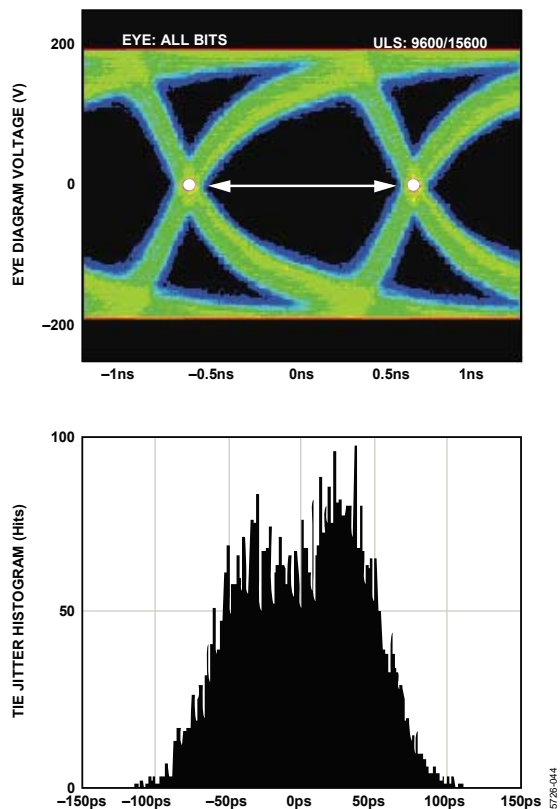 EYE: ALL BITS
ULS: 9600/15600
EYE DIAGRAM VOLTAGE (V)
200
0
–200
–1ns –0.5ns 0ns 0.5ns 1ns
TIE JITTER HISTOGRAM (Hits)
100
50
0
–150ps –100ps –50ps 0ps 50ps 100ps 150ps
5726-044